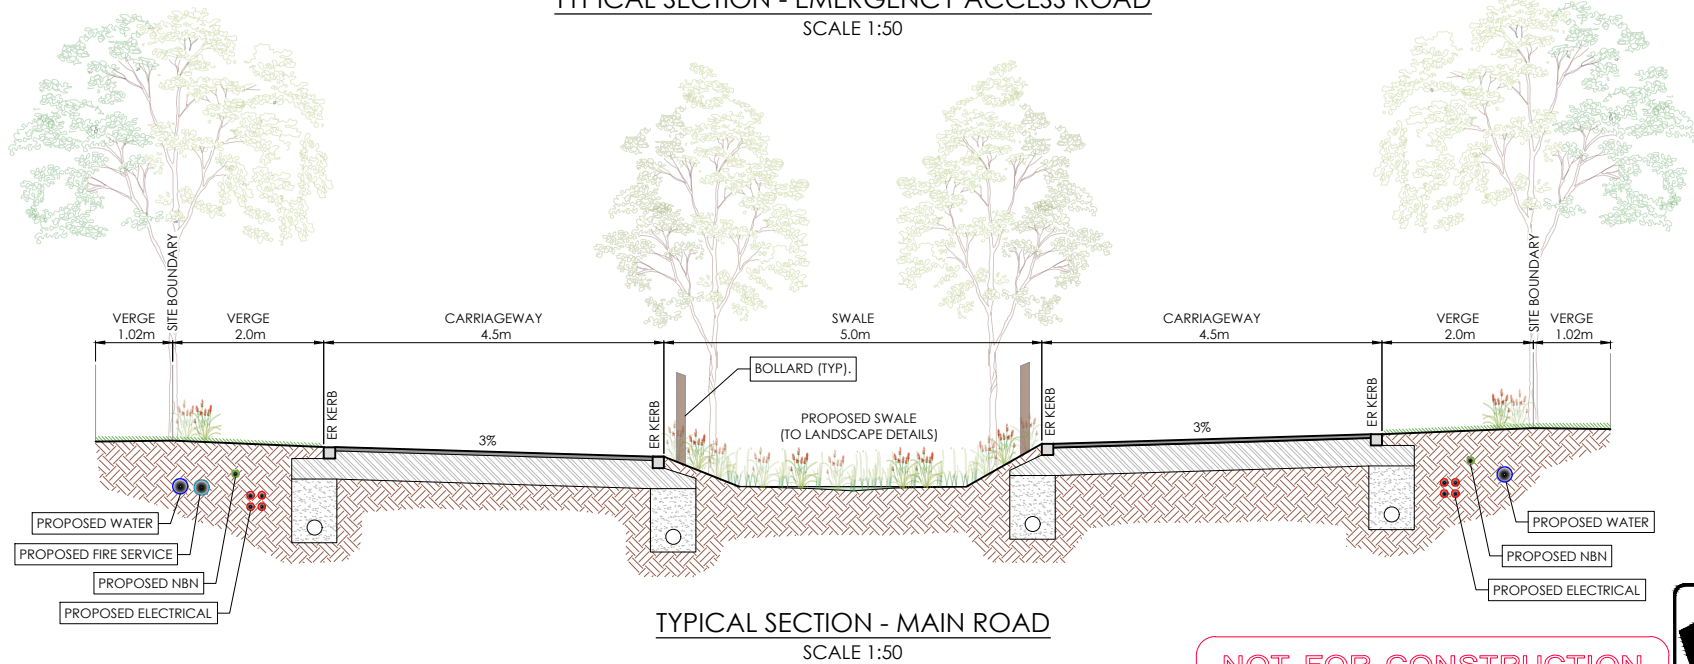 TYPICAL SECTION - EMERGENCY ACCESS ROAD
SCALE 1:50
SITE BOUNDARY
SITE BOUNDARY
VERGE
1.02m
VERGE
2.0m
CARRIAGEWAY
4.5m
SWALE
5.0m
CARRIAGEWAY
4.5m
VERGE
2.0m
VERGE
1.02m
BOLLARD (TYP).
ER KERB
ER KERB
ER KERB
ER KERB
3%
PROPOSED SWALE
(TO LANDSCAPE DETAILS)
3%
PROPOSED WATER
PROPOSED FIRE SERVICE
PROPOSED NBN
PROPOSED ELECTRICAL
PROPOSED WATER
PROPOSED NBN
PROPOSED ELECTRICAL
TYPICAL SECTION - MAIN ROAD
SCALE 1:50
NOT FOR CONSTRUCTION